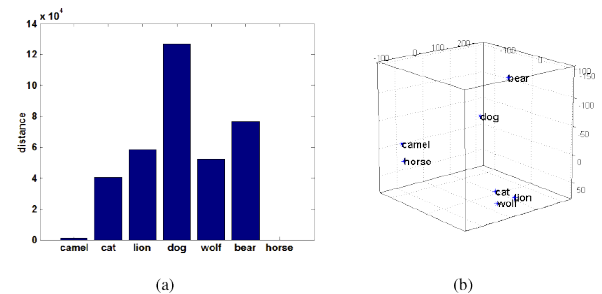 x 10⁴
14
12
10
8
6
4
2
0
distance
camel cat lion dog wolf bear horse
(a)
-100 0 100 200 -100 0 100
-150
-100
-50
0
50
bear
dog
camel
horse
cat
lion
wolf
(b)